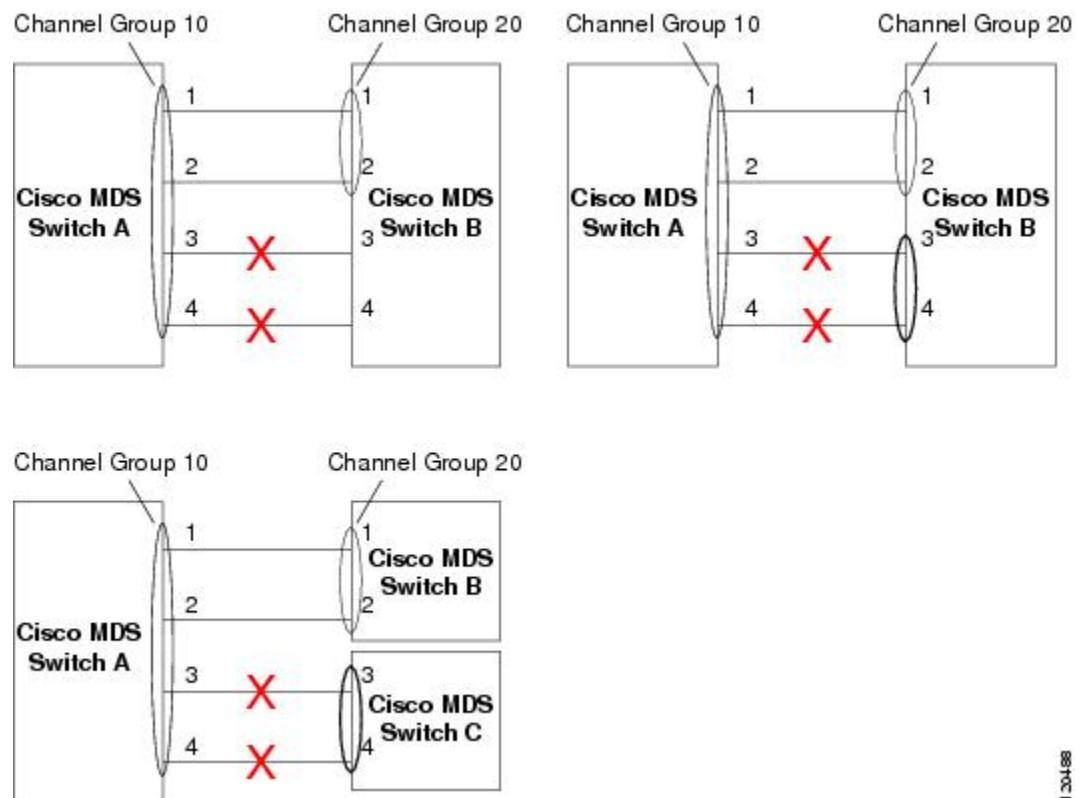 Channel Group 10
Channel Group 20
1
1
2
2
Cisco MDS
Switch A
Cisco MDS
Switch B
3
X
3
4
X
4
Channel Group 10
Channel Group 20
1
1
2
2
Cisco MDS
Switch A
Cisco MDS
Switch B
3
X
3
4
X
4
Channel Group 10
Channel Group 20
1
1
Cisco MDS
Switch B
2
2
Cisco MDS
Switch A
3
X
3
Cisco MDS
Switch C
4
X
4
120488